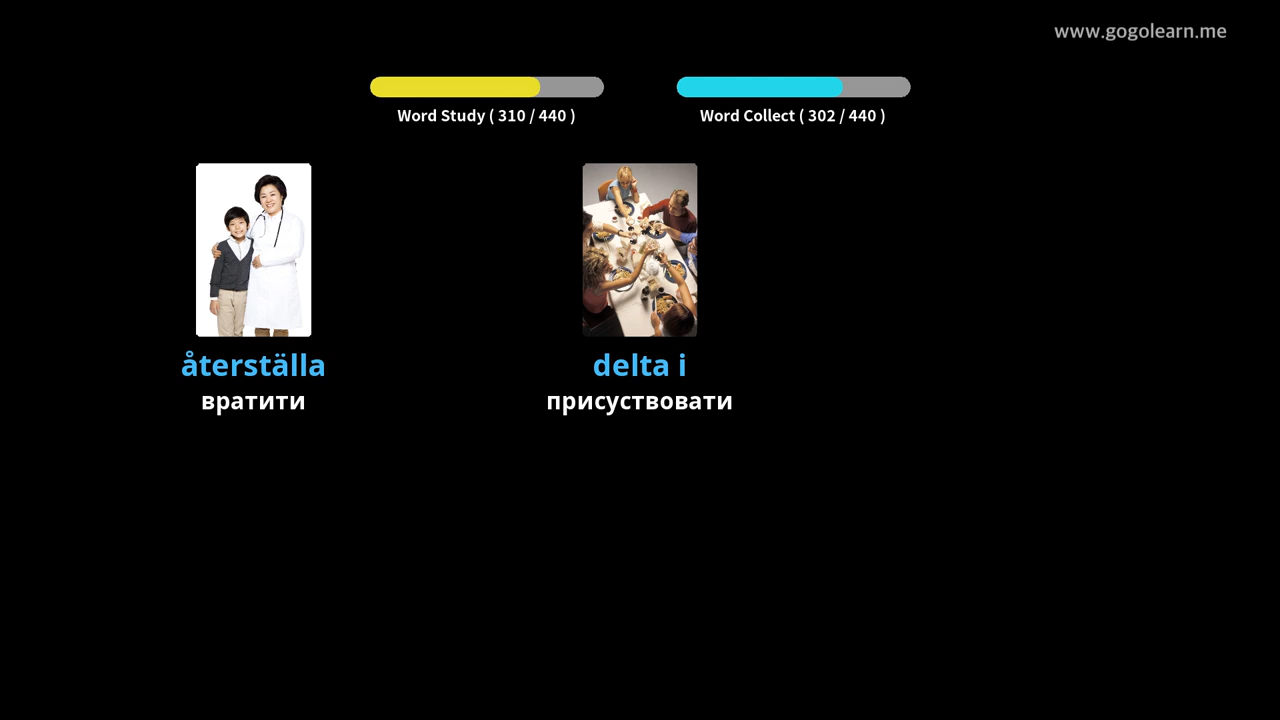 www.gogolearn.me
Word Study ( 310 / 440 )
Word Collect ( 302 / 440 )
återställa
вратити
delta i
присуствовати